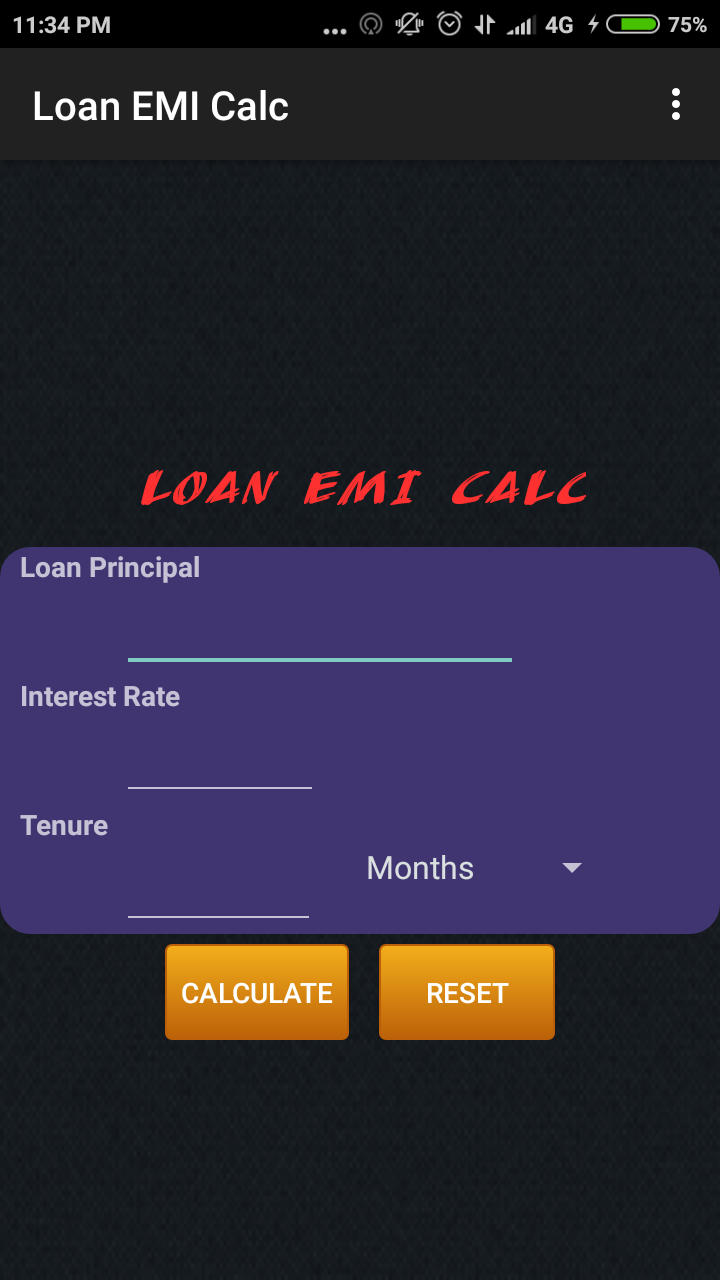 11:34 PM ... 4G 75%
Loan EMI Calc
LOAN EMI CALC
Loan Principal
Interest Rate
Tenure
Months
CALCULATE RESET